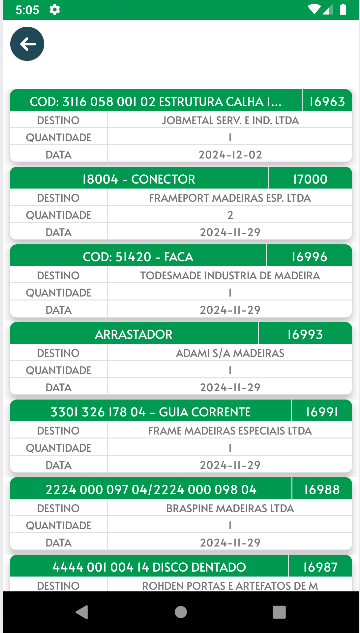 5:05
COD: 3116 058 001 02 ESTRUTURA CALHA 1... 16963
DESTINO JOBMETAL SERV. E IND. LTDA
QUANTIDADE 1
DATA 2024-12-02
18004 - CONECTOR 17000
DESTINO FRAMEPORT MADEIRAS ESP. LTDA
QUANTIDADE 2
DATA 2024-11-29
COD: 51420 - FACA 16996
DESTINO TODESMADE INDUSTRIA DE MADEIRA
QUANTIDADE 1
DATA 2024-11-29
ARRASTADOR 16993
DESTINO ADAMI S/A MADEIRAS
QUANTIDADE 1
DATA 2024-11-29
3301 326 178 04 - GUIA CORRENTE 16991
DESTINO FRAME MADEIRAS ESPECIAIS LTDA
QUANTIDADE 1
DATA 2024-11-29
2224 000 097 04/2224 000 098 04 16988
DESTINO BRASPINE MADEIRAS LTDA
QUANTIDADE 1
DATA 2024-11-29
4444 001 004 14 DISCO DENTADO 16987
DESTINO ROHDEN PORTAS E ARTEFATOS DE M